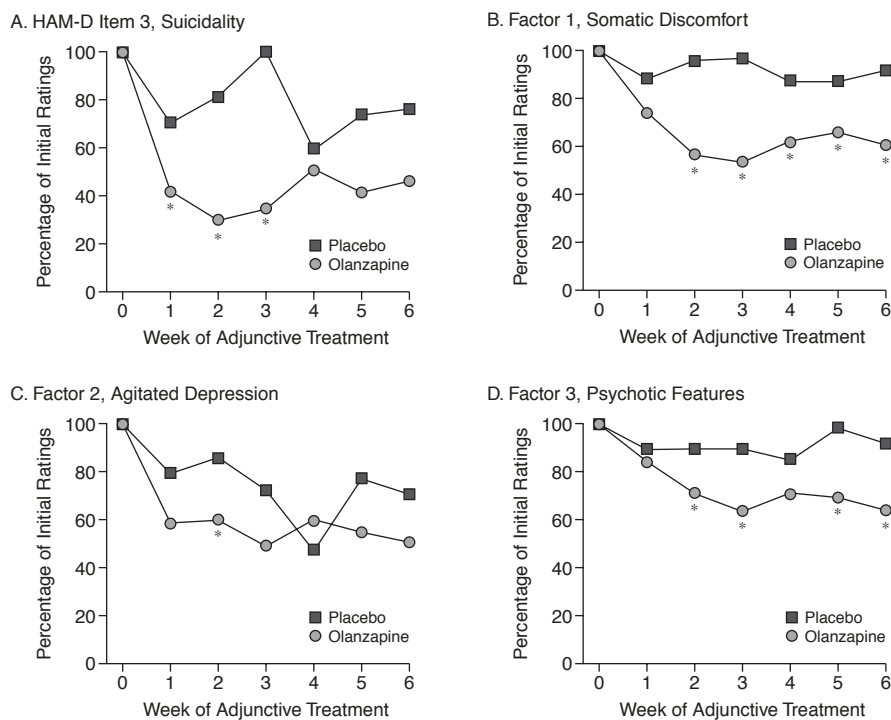 A. HAM-D Item 3, Suicidality
Percentage of Initial Ratings
100
80
60
40
20
0
*
*
*
Placebo
Olanzapine
0 1 2 3 4 5 6
Week of Adjunctive Treatment
B. Factor 1, Somatic Discomfort
Percentage of Initial Ratings
100
80
60
40
20
0
*
*
*
*
*
Placebo
Olanzapine
0 1 2 3 4 5 6
Week of Adjunctive Treatment
C. Factor 2, Agitated Depression
Percentage of Initial Ratings
100
80
60
40
20
0
*
Placebo
Olanzapine
0 1 2 3 4 5 6
Week of Adjunctive Treatment
D. Factor 3, Psychotic Features
Percentage of Initial Ratings
100
80
60
40
20
0
*
*
*
*
Placebo
Olanzapine
0 1 2 3 4 5 6
Week of Adjunctive Treatment